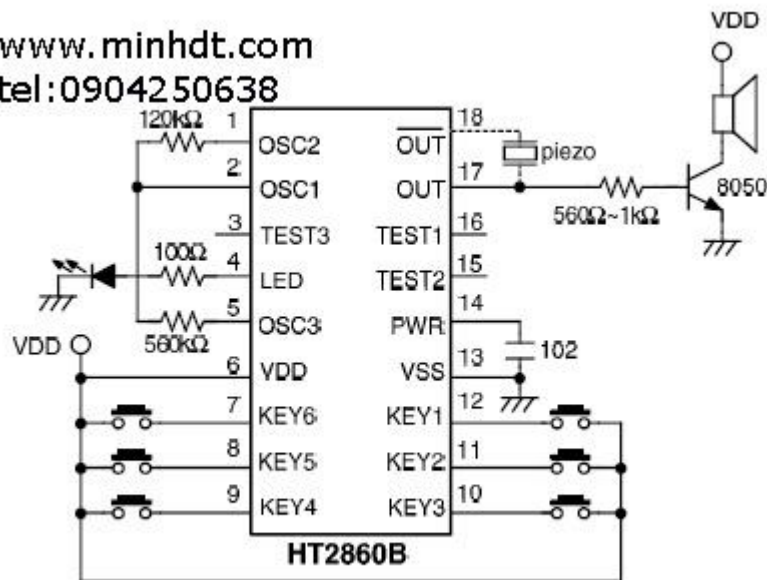 www.minhdt.com
tel:0904250638
VDD
120kΩ
1
OSC2
2
OSC1
3
TEST3
100Ω
4
LED
5
OSC3
560kΩ
VDD
6
VDD
7
KEY6
8
KEY5
9
KEY4
18
OUT
piezo
17
OUT
560Ω~1kΩ
8050
16
TEST1
15
TEST2
14
PWR
102
13
VSS
12
KEY1
11
KEY2
10
KEY3
HT2860B